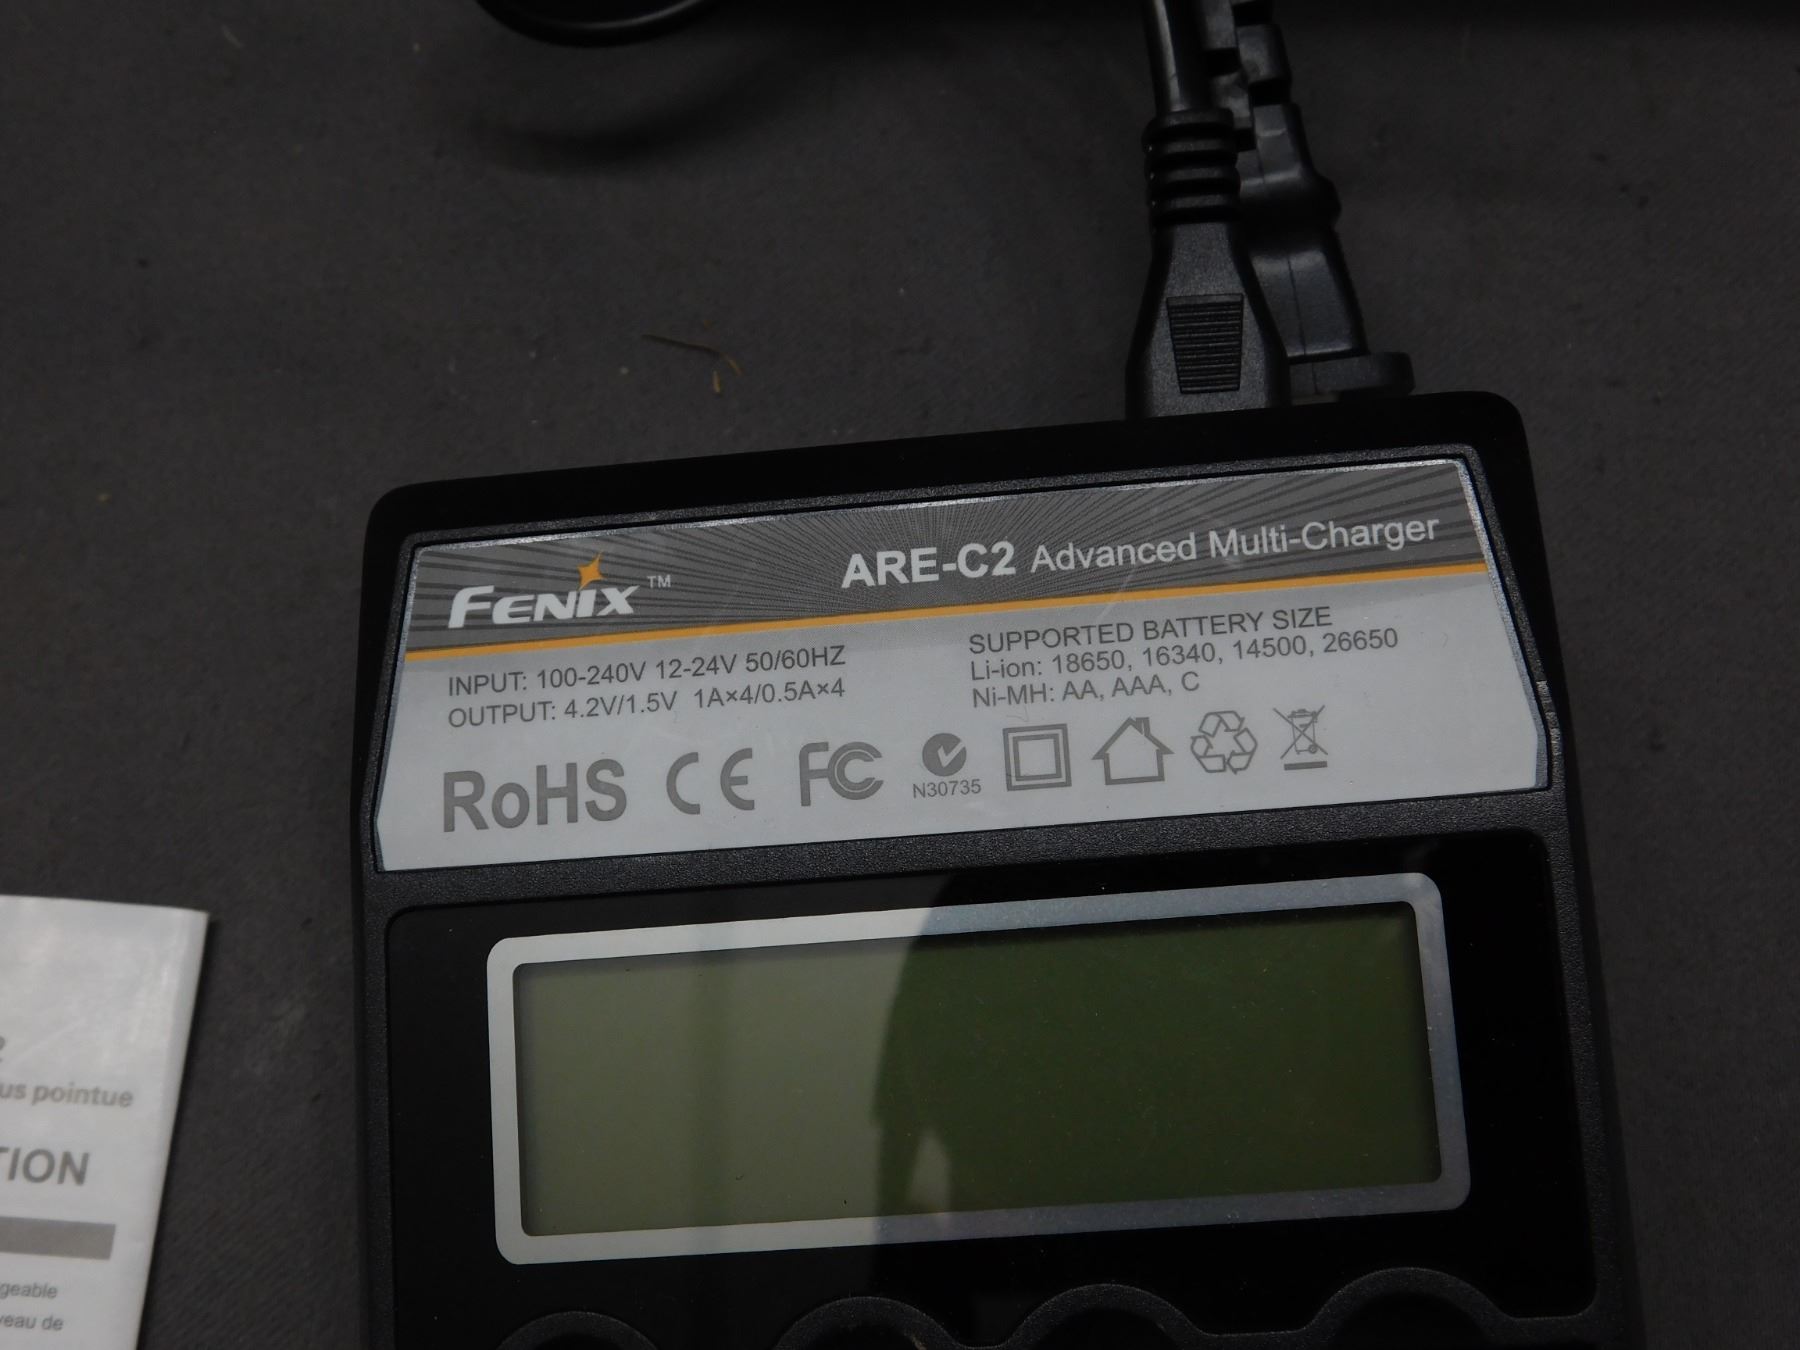 FENIX™
ARE-C2 Advanced Multi-Charger
INPUT: 100-240V 12-24V 50/60HZ
OUTPUT: 4.2V/1.5V 1A×4/0.5A×4
SUPPORTED BATTERY SIZE
Li-ion: 18650, 16340, 14500, 26650
Ni-MH: AA, AAA, C
RoHS CE FC
N30735
us pointue
TION
geable
eau de